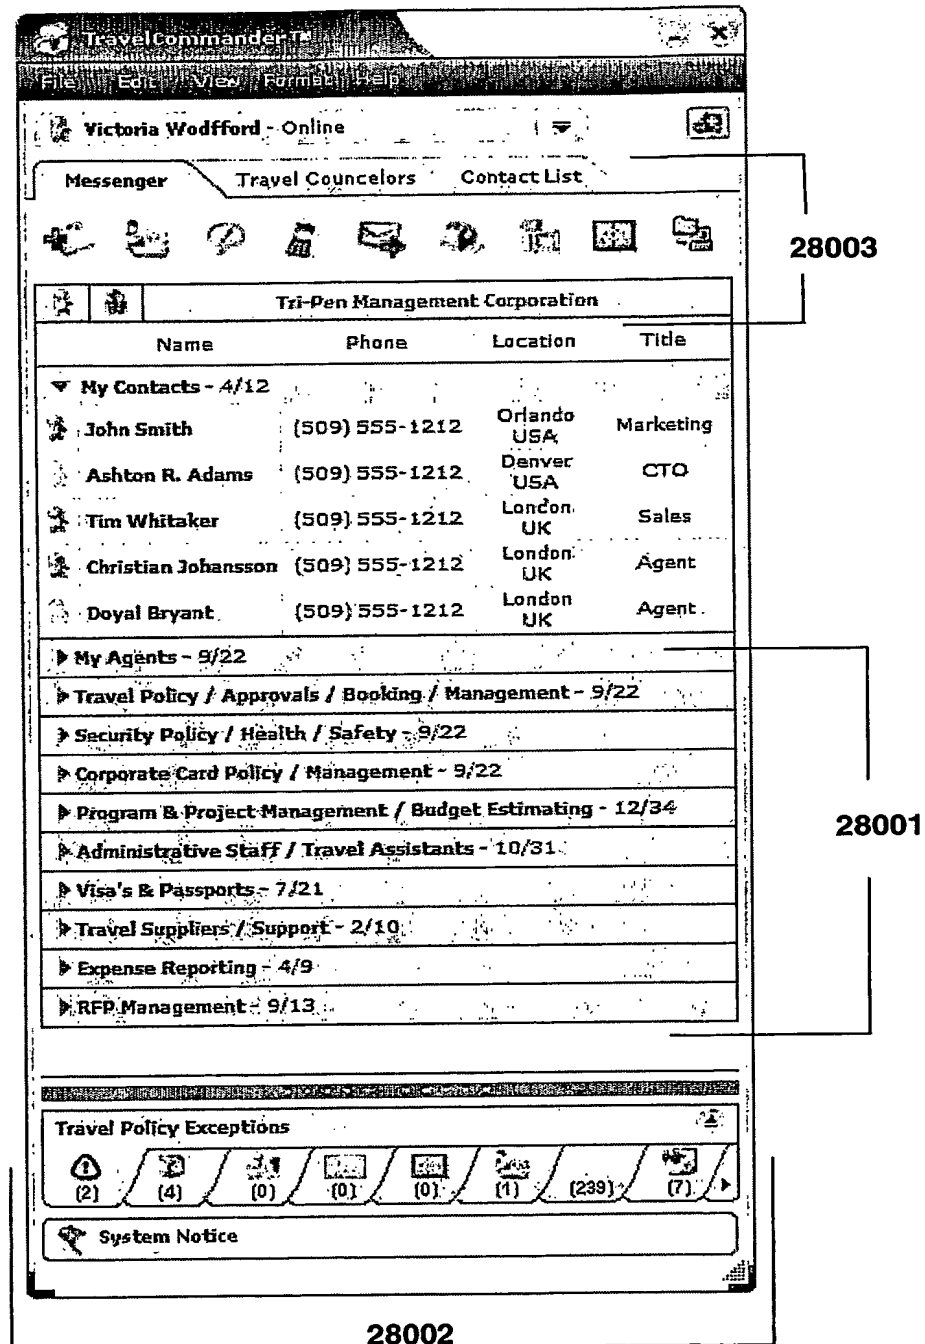 TravelCommander™
File Edit View Format Help
Victoria Wodfford - Online
Messenger Travel Councelors Contact List
28003
Tri-Pen Management Corporation
Name Phone Location Title
My Contacts - 4/12
John Smith (509) 555-1212 Orlando USA Marketing
Ashton R. Adams (509) 555-1212 Denver USA CTO
Tim Whitaker (509) 555-1212 London UK Sales
Christian Johansson (509) 555-1212 London UK Agent
Doyal Bryant (509) 555-1212 London UK Agent
My Agents - 9/22
Travel Policy / Approvals / Booking / Management - 9/22
Security Policy / Health / Safety - 9/22
Corporate Card Policy / Management - 9/22
Program & Project Management / Budget Estimating - 12/34
28001
Administrative Staff / Travel Assistants - 10/31
Visa's & Passports - 7/21
Travel Suppliers / Support - 2/10
Expense Reporting - 4/9
RFP Management - 9/13
Travel Policy Exceptions
(2) (4) (0) (0) (0) (1) (239) (7)
System Notice
28002